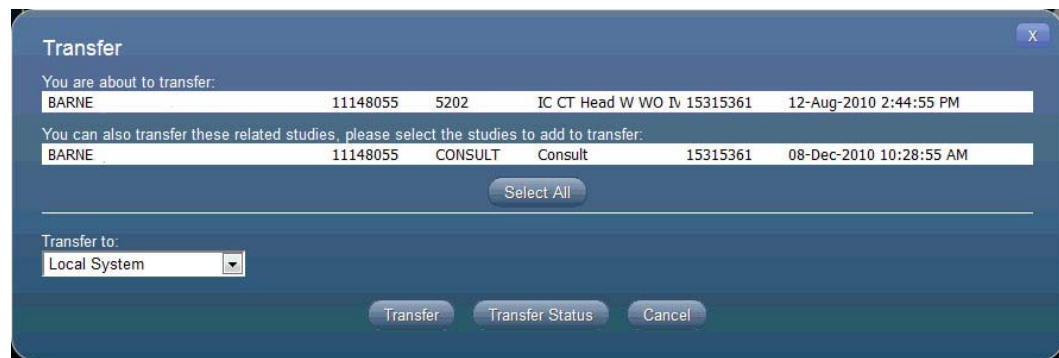 X
Transfer
You are about to transfer:
BARNE 11148055 5202 IC CT Head W WO IV 15315361 12-Aug-2010 2:44:55 PM
You can also transfer these related studies, please select the studies to add to transfer:
BARNE 11148055 CONSULT Consult 15315361 08-Dec-2010 10:28:55 AM
Select All
Transfer to:
Local System
Transfer Transfer Status Cancel